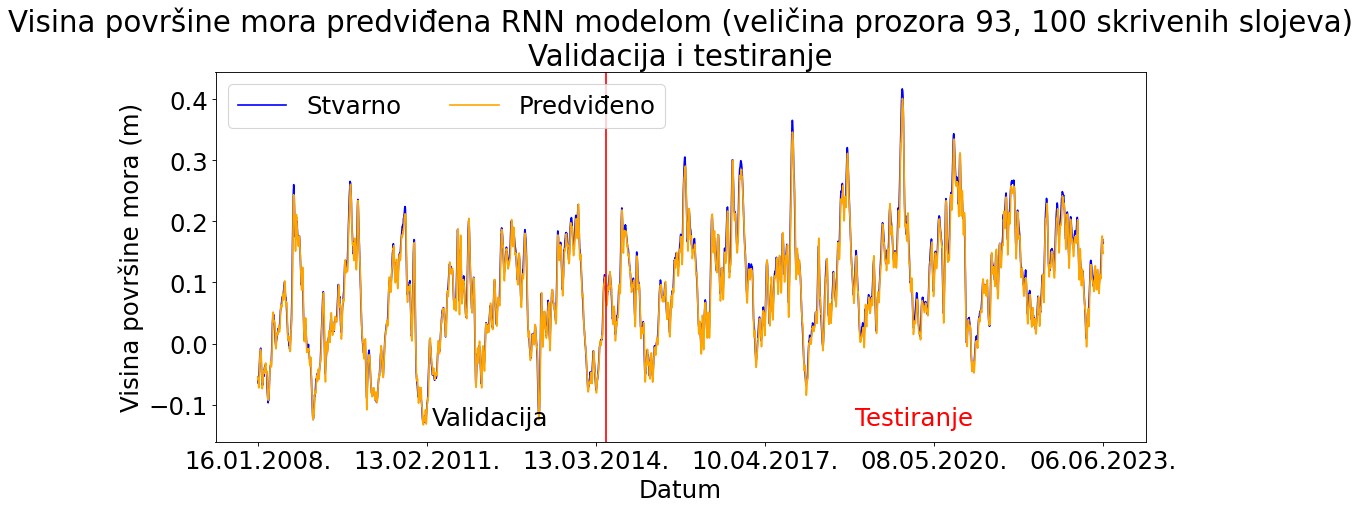 Visina površine mora predviđena RNN modelom (veličina prozora 93, 100 skrivenih slojeva)
Validacija i testiranje
Stvarno Predviđeno
Visina površine mora (m)
0.4
0.3
0.2
0.1
0.0
−0.1
Validacija Testiranje
16.01.2008. 13.02.2011. 13.03.2014. 10.04.2017. 08.05.2020. 06.06.2023.
Datum